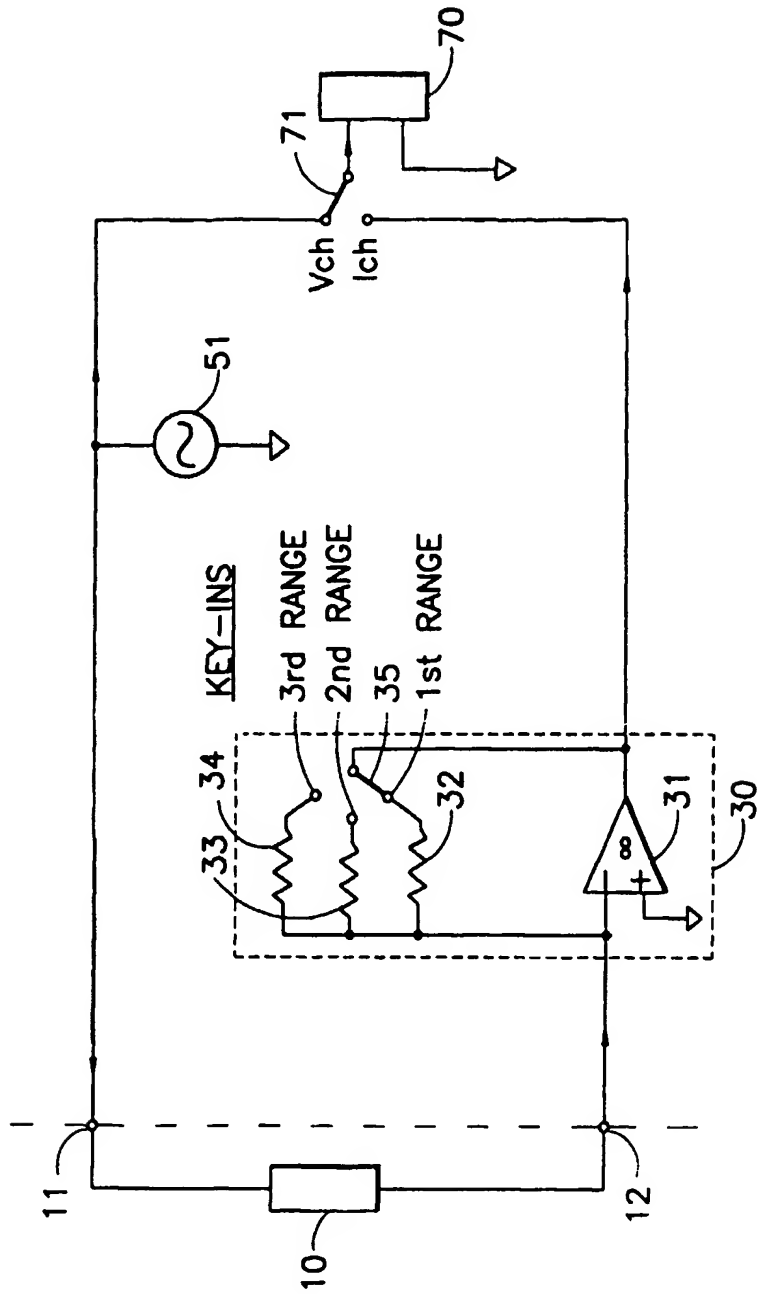 11
10
12
KEY-INS
34
33
3rd RANGE
2nd RANGE
35
1st RANGE
32
∞
+
31
30
51
Vch
Ich
71
70